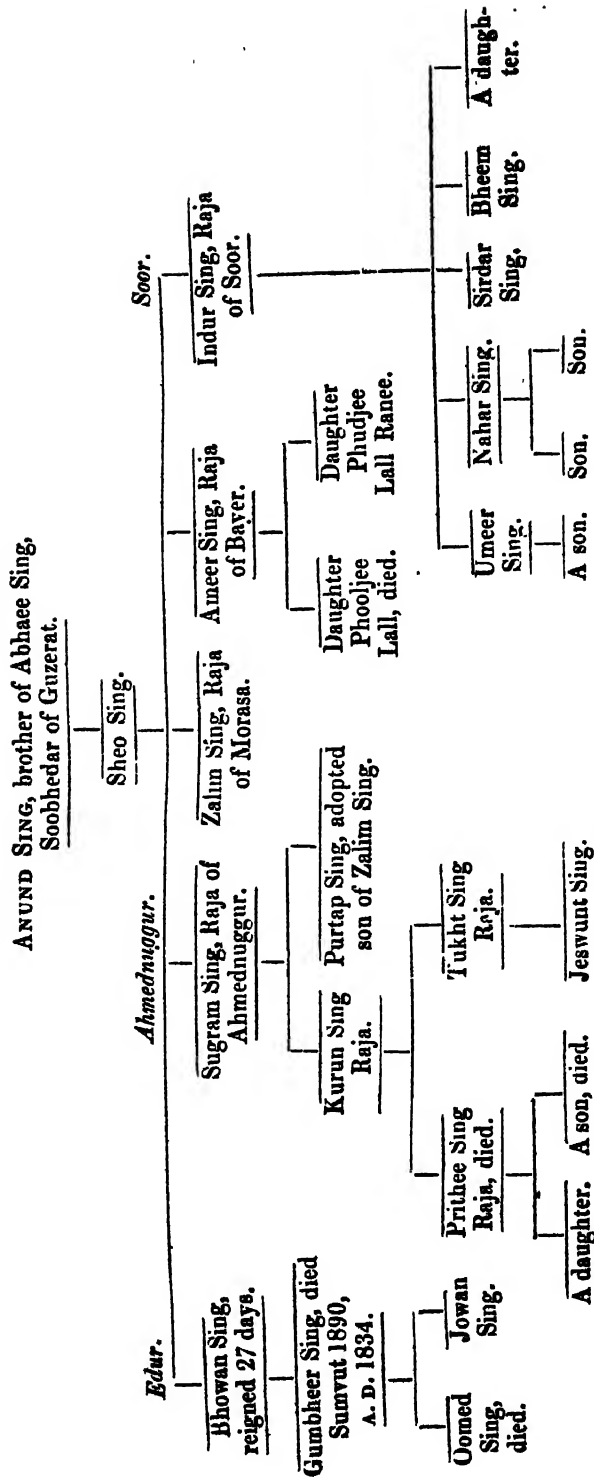 ANUND SING, brother of Abhaee Sing,
Soobhedar of Guzerat.
Sheo Sing.
Edur.
Ahmednuggur.
Soor.
Bhowan Sing,
reigned 27 days.
Sugram Sing, Raja of
Ahmednuggur.
Zalim Sing, Raja
of Morasa.
Ameer Sing, Raja
of Baver.
Indur Sing, Raja
of Soor.
Gumbheer Sing, died
Sumvut 1890,
A. D. 1834.
Kurun Sing
Raja.
Purtap Sing, adopted
son of Zalim Sing.
Daughter
Phooljee
Lall, died.
Daughter
Phudjee
Lall Ranee.
Oomed
Sing,
died.
Jowan
Sing.
Prithee Sing
Raja, died.
Tukht Sing
Raja.
Umeer
Sing.
Nahar Sing.
Sirdar
Sing.
Bheem
Sing.
A daugh-
ter.
A daughter.
A son, died.
Jeswunt Sing.
A son.
Son.
Son.